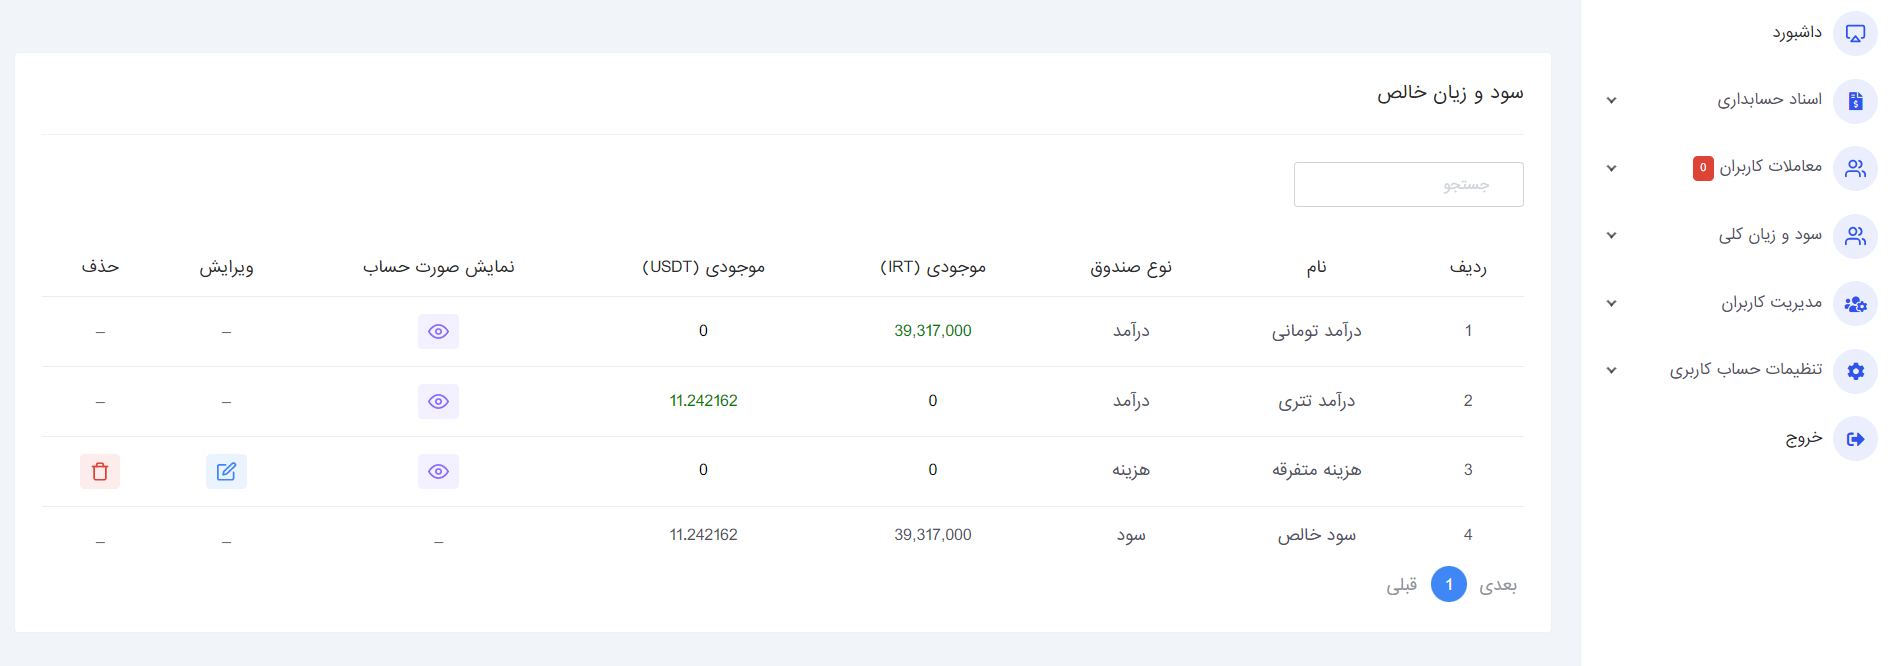 داشبورد
اسناد حسابداری
معاملات کاربران 0
سود و زیان کلی
مدیریت کاربران
تنظیمات حساب کاربری
خروج
سود و زیان خالص
جستجو
ردیف نام نوع صندوق موجودی (IRT) موجودی (USDT) نمایش صورت حساب ویرایش حذف
1 درآمد تومانی درآمد 39,317,000 0 – –
2 درآمد تتری درآمد 0 11.242162 – –
3 هزینه متفرقه هزینه 0 0
4 سود خالص سود 39,317,000 11.242162 – – –
بعدی 1 قبلی